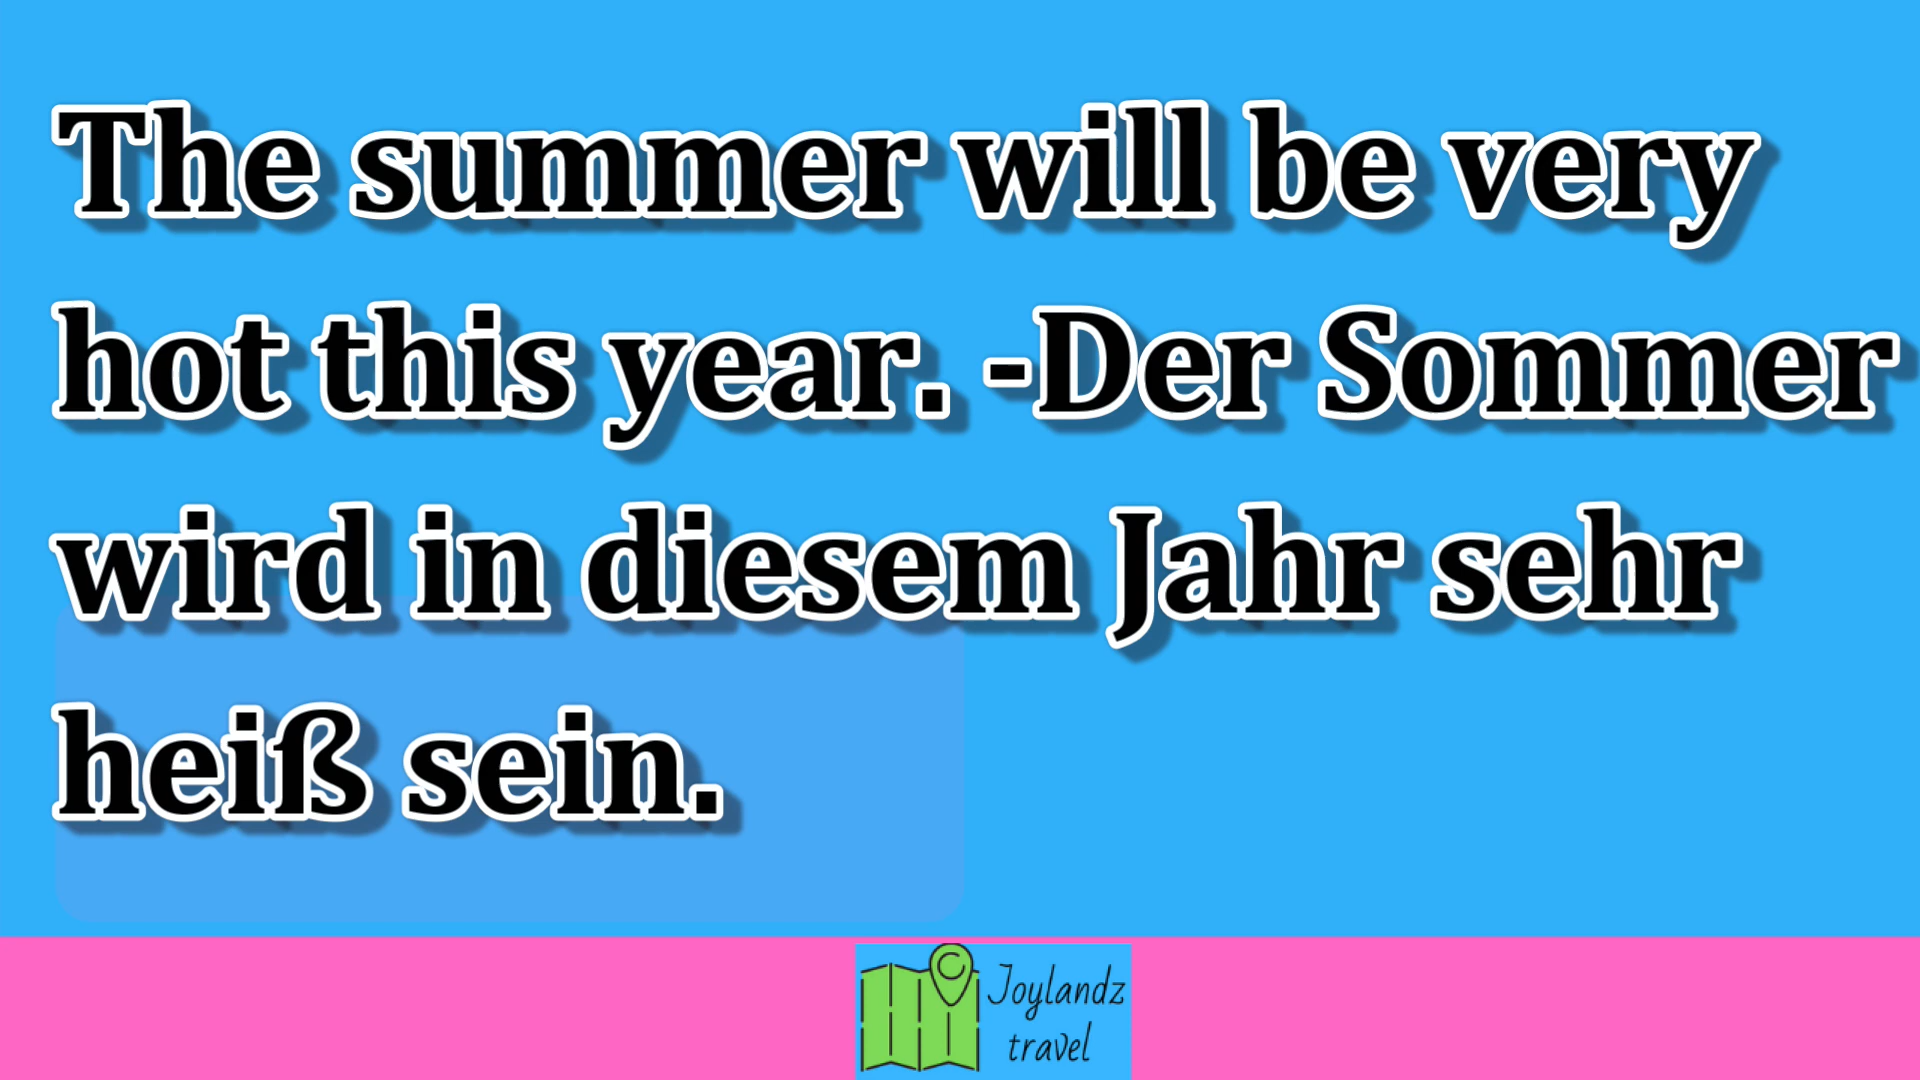 The summer will be very
hot this year. -Der Sommer
wird in diesem Jahr sehr
heiß sein.
Joylandz
travel